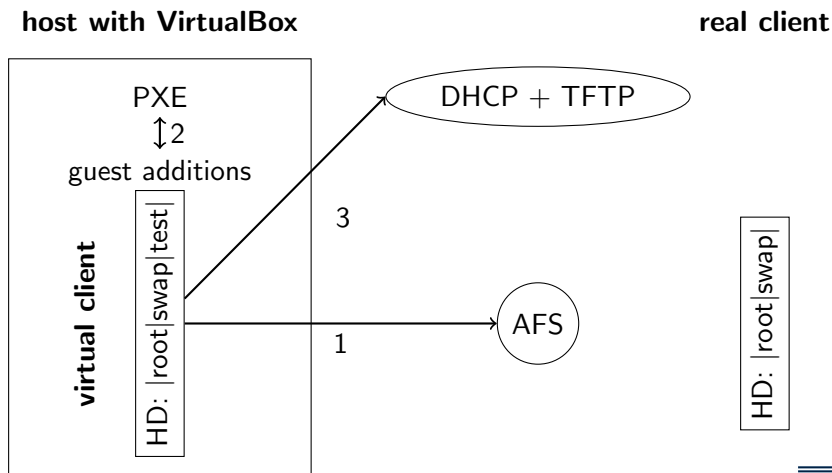 host with VirtualBox
real client
PXE
DHCP + TFTP
2
guest additions
3
virtual client
HD: |root|swap|test|
1
AFS
HD: |root|swap|